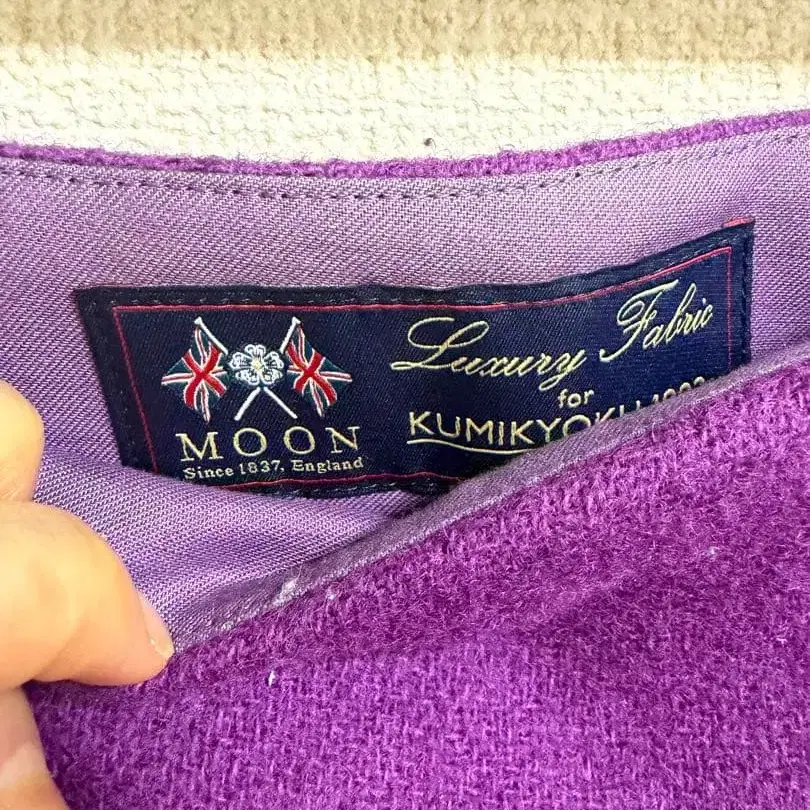 MOON
Since 1837, England
Luxury Fabric
for
KUMIKYOKU